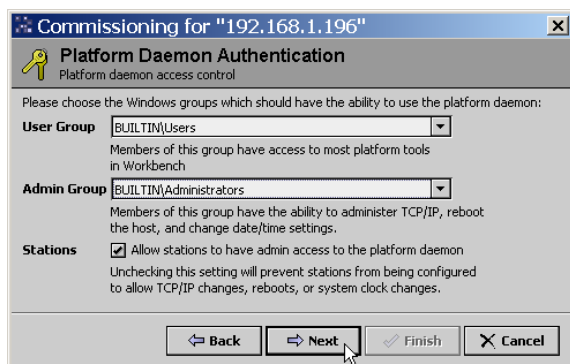 Commissioning for "192.168.1.196"
Platform Daemon Authentication
Platform daemon access control
Please choose the Windows groups which should have the ability to use the platform daemon:
User Group BUILTIN\Users
Members of this group have access to most platform tools
in Workbench
Admin Group BUILTIN\Administrators
Members of this group have the ability to administer TCP/IP, reboot
the host, and change date/time settings.
Stations Allow stations to have admin access to the platform daemon
Unchecking this setting will prevent stations from being configured
to allow TCP/IP changes, reboots, or system clock changes.
Back Next Finish Cancel